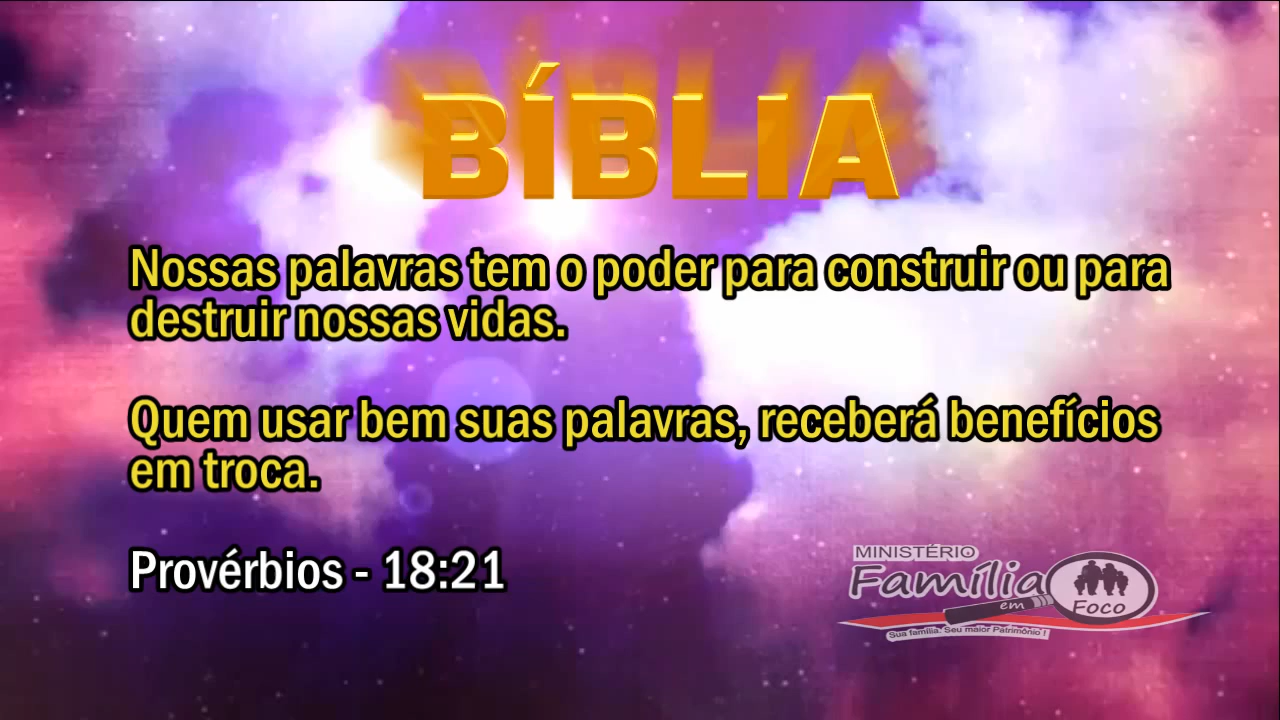 BÍBLIA
Nossas palavras tem o poder para construir ou para
destruir nossas vidas.
Quem usar bem suas palavras, receberá benefícios
em troca.
Provérbios - 18:21
MINISTÉRIO
Família
em
Foco
Sua família. Seu maior Patrimônio !